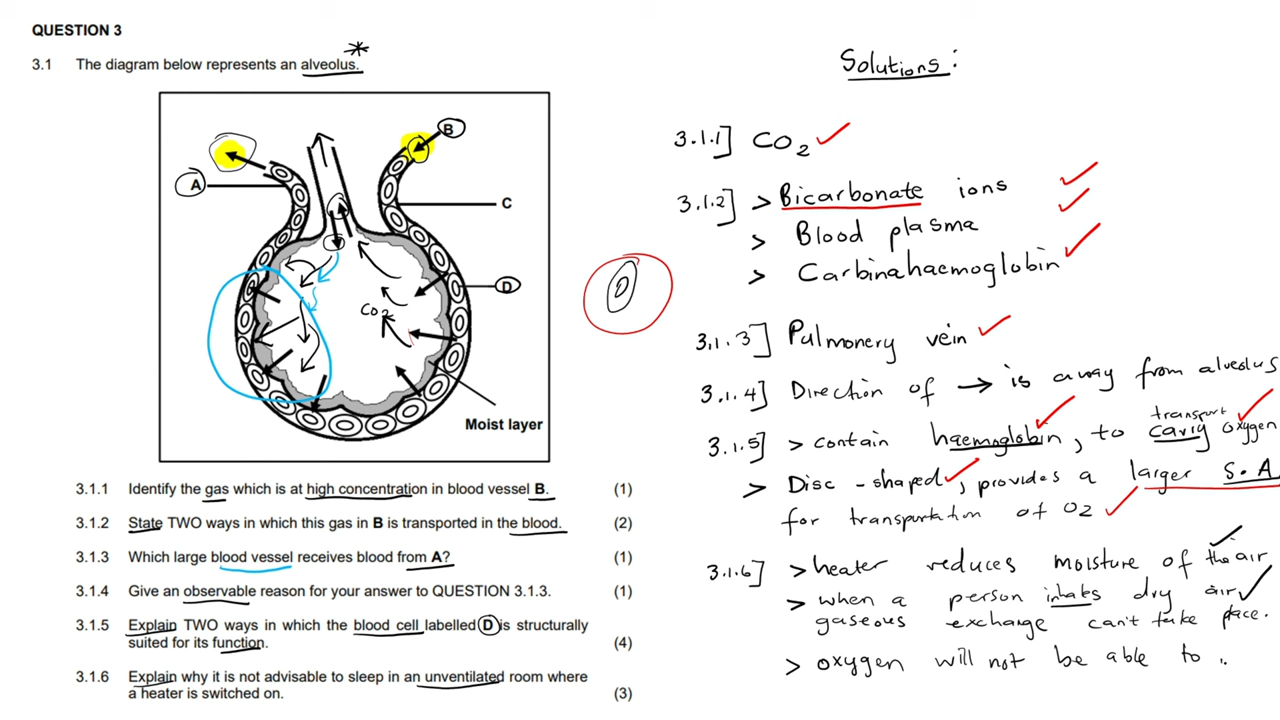 QUESTION 3
3.1 The diagram below represents an alveolus.
*
A
B
C
D
CO2
Moist layer
3.1.1 Identify the gas which is at high concentration in blood vessel B. (1)
3.1.2 State TWO ways in which this gas in B is transported in the blood. (2)
3.1.3 Which large blood vessel receives blood from A? (1)
3.1.4 Give an observable reason for your answer to QUESTION 3.1.3. (1)
3.1.5 Explain TWO ways in which the blood cell labelled D is structurally
suited for its function. (4)
3.1.6 Explain why it is not advisable to sleep in an unventilated room where
a heater is switched on. (3)
Solutions:
3.1.1] CO2
3.1.2] > Bicarbonate ions
> Blood plasma
> Carbinahaemoglobin
3.1.3] Pulmonery vein
3.1.4] Direction of → is away from alveolus
transport
3.1.5] > contain haemoglobin, to carry oxygen
> Disc-shaped, provides a larger S.A
for transportation of O2
3.1.6] > heater reduces moisture of the air
> when a person inhales dry air
gaseous exchange can't take place.
> oxygen will not be able to